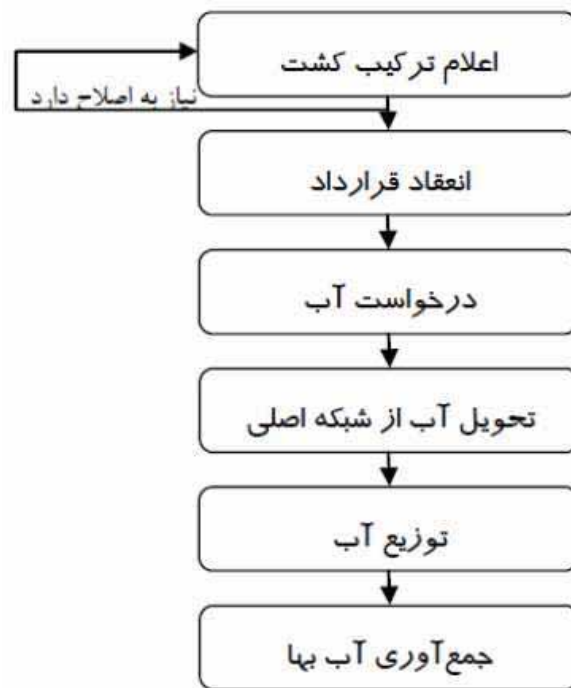 اعلام ترکیب کشت
نیاز به اصلاح دارد
انعقاد قرارداد
درخواست آب
تحویل آب از شبکه اصلی
توزیع آب
جمع‌آوری آب بها